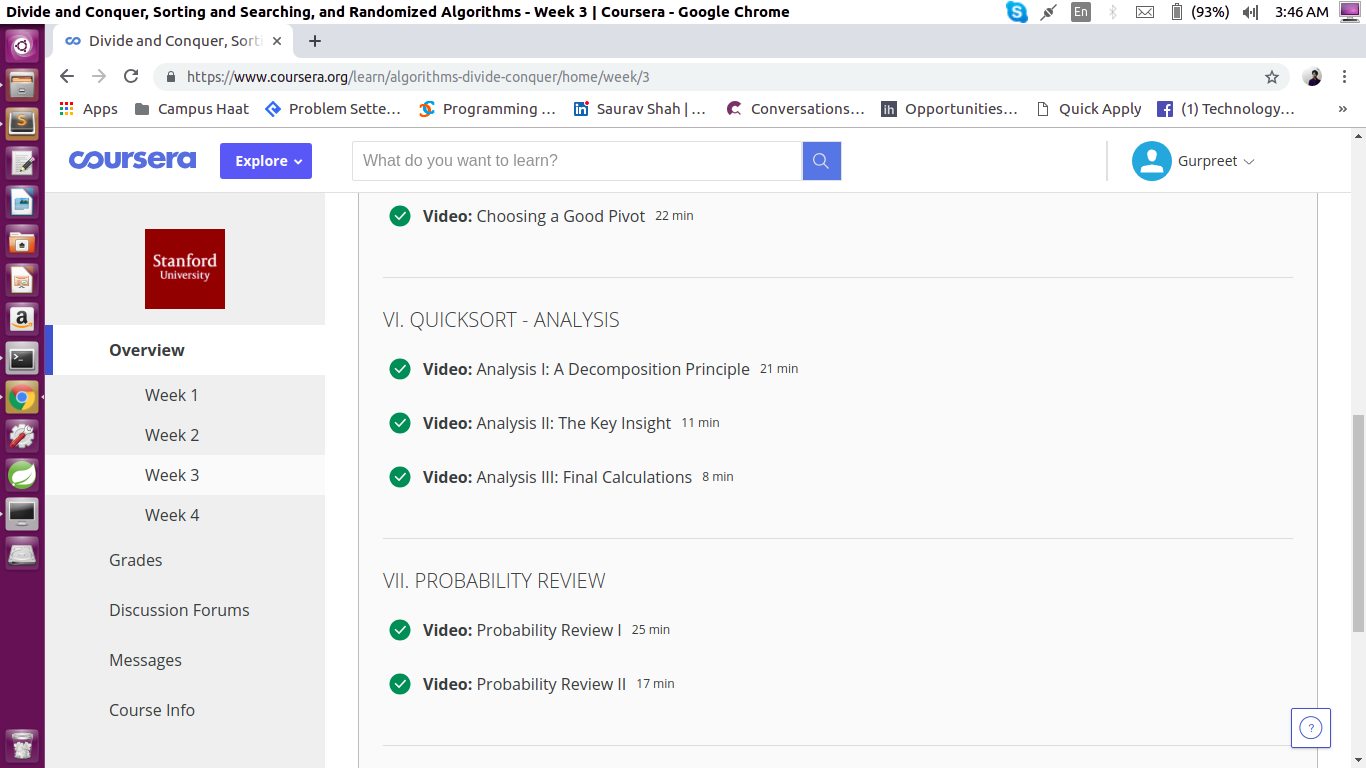 Divide and Conquer, Sorting and Searching, and Randomized Algorithms - Week 3 | Coursera - Google Chrome
En
(93%)
3:46 AM
Divide and Conquer, Sorti
https://www.coursera.org/learn/algorithms-divide-conquer/home/week/3
Apps
Campus Haat
Problem Sette...
Programming ...
Saurav Shah | ...
Conversations...
Opportunities...
Quick Apply
(1) Technology...
»
coursera
Explore
What do you want to learn?
Gurpreet
Stanford
University
Overview
Week 1
Week 2
Week 3
Week 4
Grades
Discussion Forums
Messages
Course Info
Video: Choosing a Good Pivot 22 min
VI. QUICKSORT - ANALYSIS
Video: Analysis I: A Decomposition Principle 21 min
Video: Analysis II: The Key Insight 11 min
Video: Analysis III: Final Calculations 8 min
VII. PROBABILITY REVIEW
Video: Probability Review I 25 min
Video: Probability Review II 17 min
?